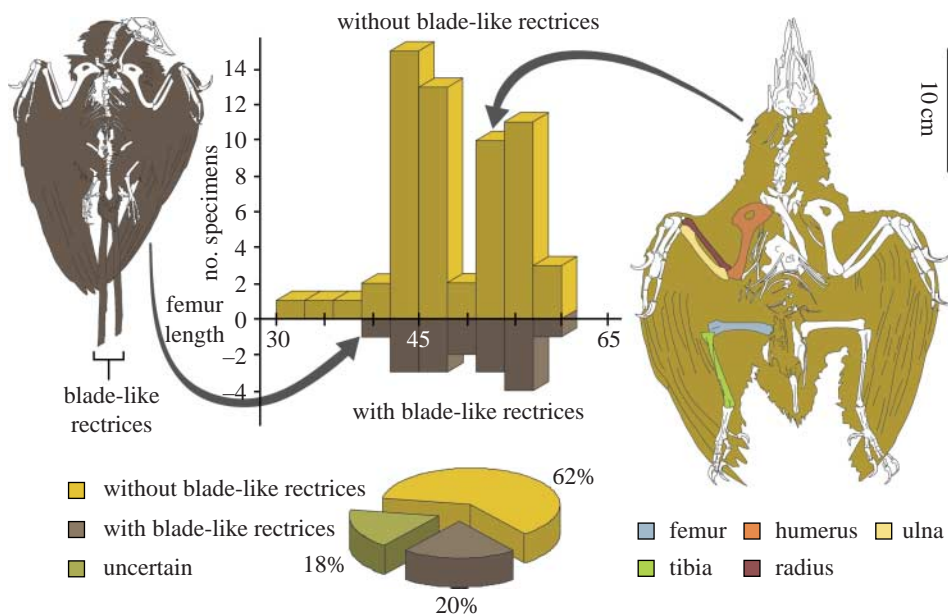 without blade-like rectrices
14
12
10
8
6
4
2
0
–2
–4
no. specimens
femur
length
30
45
65
with blade-like rectrices
blade-like
rectrices
10 cm
without blade-like rectrices
with blade-like rectrices
uncertain
62%
18%
20%
femur
humerus
ulna
tibia
radius